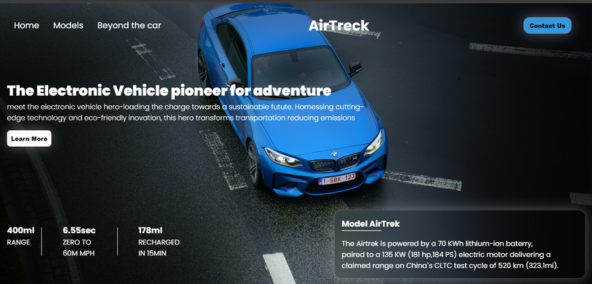 Home Models Beyond the car AirTreck Contact Us
The Electronic Vehicle pioneer for adventure
meet the electronic vehicle hero-loading the charge towards a sustainable futute. Hornessing cutting-
edge technology and eco-friendly inovation, this hero transforms transportation reducing emissions
Learn More
400ml 6.55sec 178ml
RANGE ZERO TO RECHARGED
60M MPH IN 15MIN
Model AirTrek
The Airtrek is powered by a 70 KWh lithium-ion baterry,
paired to a 135 KW (181 hp,184 PS) electric motor delivering a
claimed range on China's CLTC test cycle of 520 km (323.1mi).